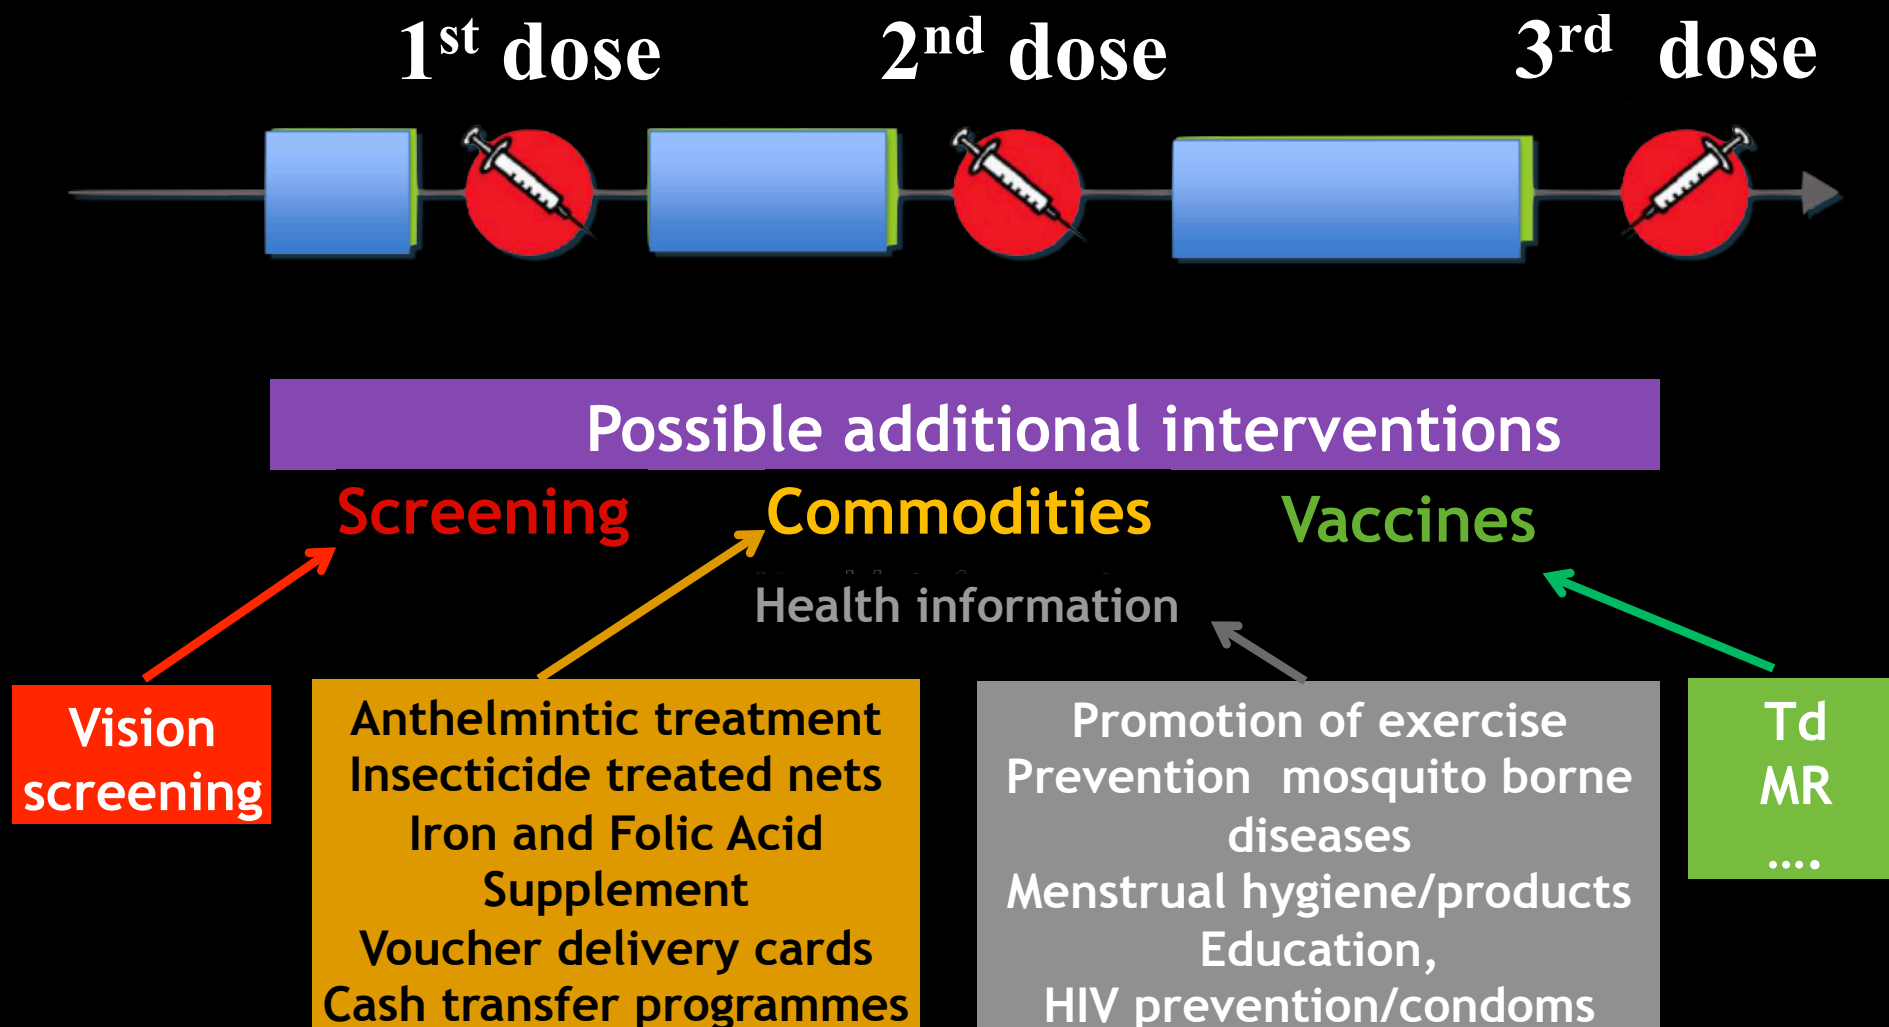 1st dose
2nd dose
3rd dose
Possible additional interventions
Screening
Commodities
Vaccines
Health information
Vision
screening
Anthelmintic treatment
Insecticide treated nets
Iron and Folic Acid
Supplement
Voucher delivery cards
Cash transfer programmes
Promotion of exercise
Prevention mosquito borne
diseases
Menstrual hygiene/products
Education,
HIV prevention/condoms
Td
MR
....